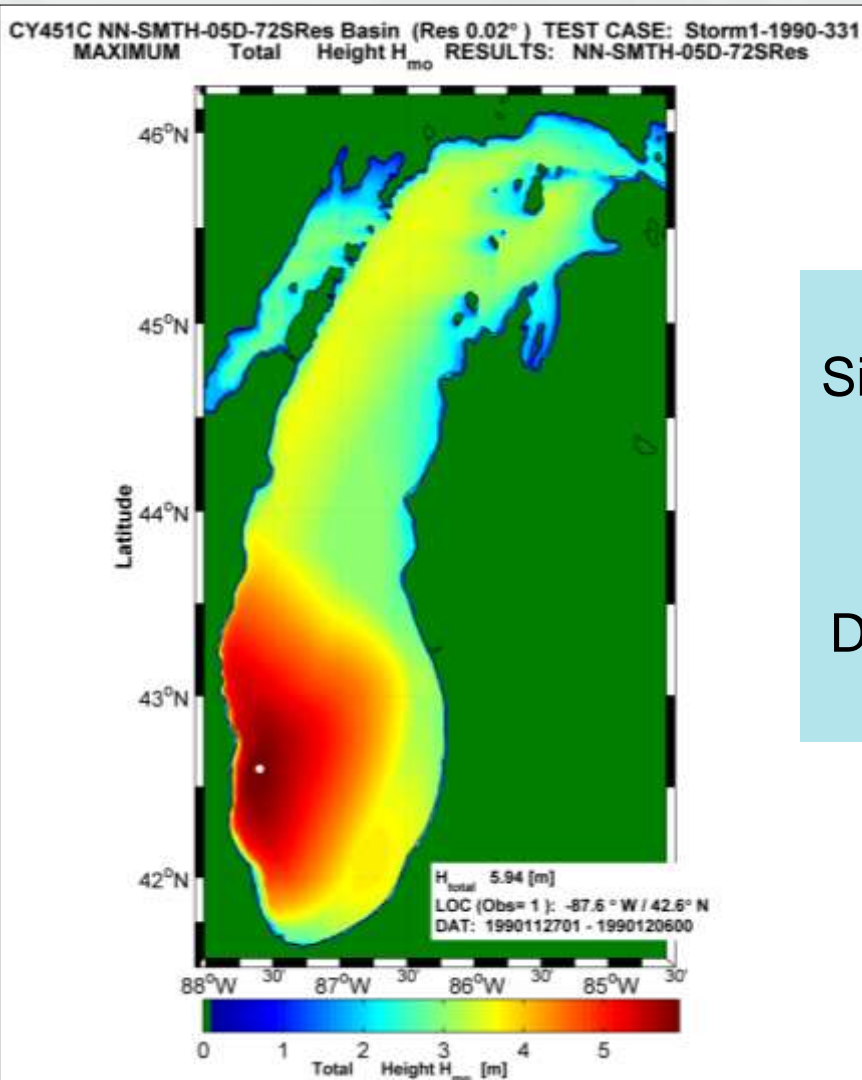 CY451C NN-SMTH-05D-72SRes Basin (Res 0.02° ) TEST CASE: Storm1-1990-331
MAXIMUM Total Height Hmo RESULTS: NN-SMTH-05D-72SRes
46°N
45°N
Si
Latitude
44°N
D
43°N
42°N
Htotal 5.94 [m]
LOC (Obs= 1 ): -87.6 ° W / 42.6° N
DAT: 1990112701 - 1990120600
88°W 30' 87°W 30' 86°W 30' 85°W 30'
0 1 2 3 4 5
Total Height Hmo [m]